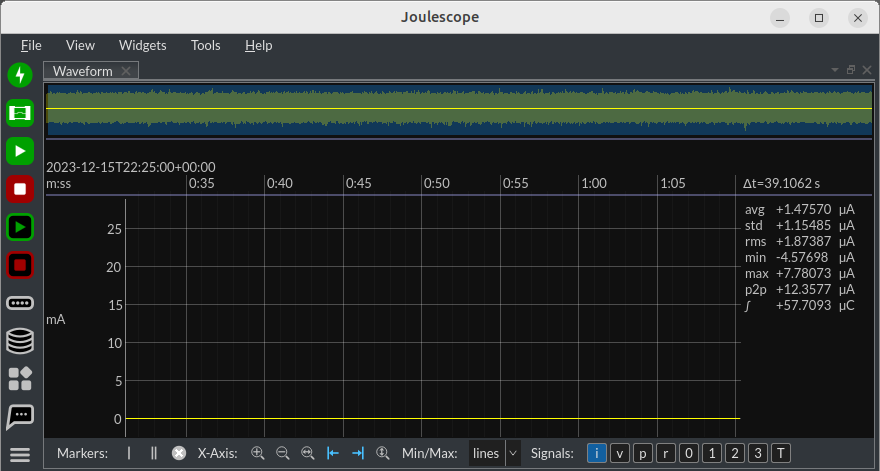 Joulescope
File View Widgets Tools Help
Waveform
2023-12-15T22:25:00+00:00
m:ss 0:35 0:40 0:45 0:50 0:55 1:00 1:05 Δt=39.1062 s
avg +1.47570 µA
std +1.15485 µA
rms +1.87387 µA
min -4.57698 µA
max +7.78073 µA
p2p +12.3577 µA
∫ +57.7093 µC
25
20
15
mA
10
5
0
Markers: X-Axis: Min/Max: lines Signals: i v p r 0 1 2 3 T